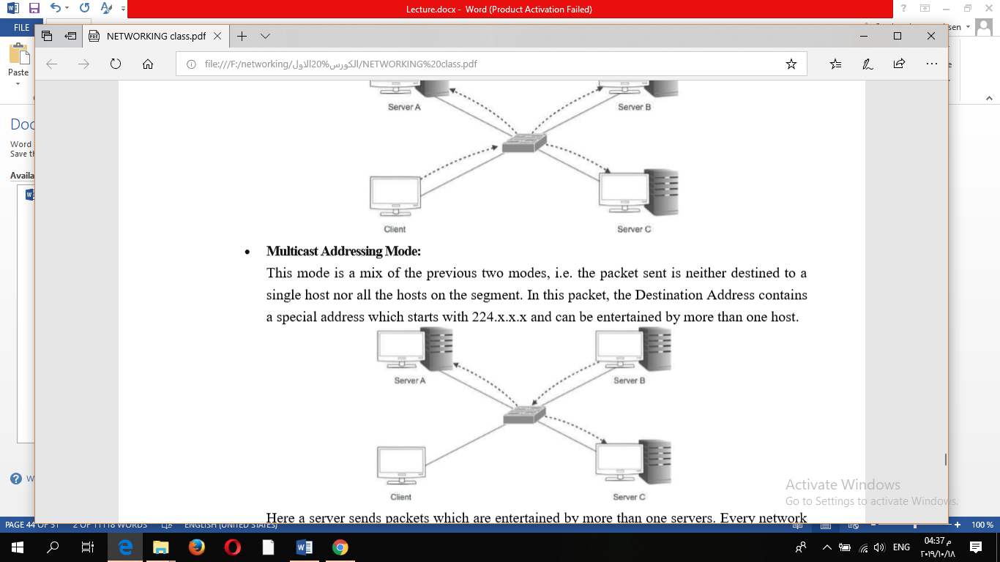 Lecture.docx - Word (Product Activation Failed)
FILE
sen
NETWORKING class.pdf
file:///F:/networking/الكورس%20الاول/NETWORKING%20class.pdf
Paste
Server A
Server B
Client
Server C
• Multicast Addressing Mode:
This mode is a mix of the previous two modes, i.e. the packet sent is neither destined to a
single host nor all the hosts on the segment. In this packet, the Destination Address contains
a special address which starts with 224.x.x.x and can be entertained by more than one host.
Server A
Server B
Client
Server C
Here a server sends packets which are entertained by more than one servers. Every network
Doc
Word
Save th
Availa
W
Activate Windows
Go to Settings to activate Windows.
PAGE 44 OF 51 2 OF 11118 WORDS ENGLISH (UNITED STATES)
100 %
ENG
04:37 م
٢٠١٩/١٠/١٨